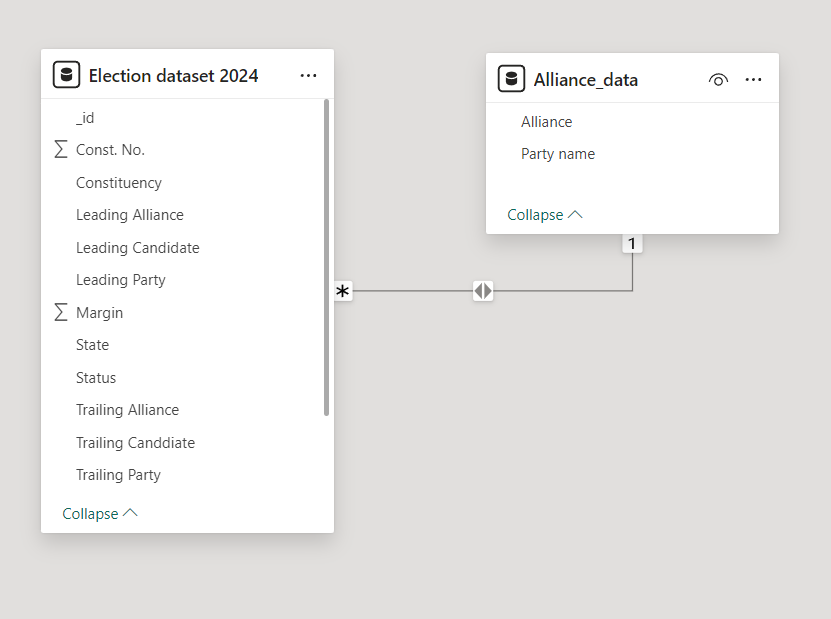 Election dataset 2024
_id
Const. No.
Constituency
Leading Alliance
Leading Candidate
Leading Party
Margin
State
Status
Trailing Alliance
Trailing Canddiate
Trailing Party
Collapse
Alliance_data
Alliance
Party name
Collapse
1
*